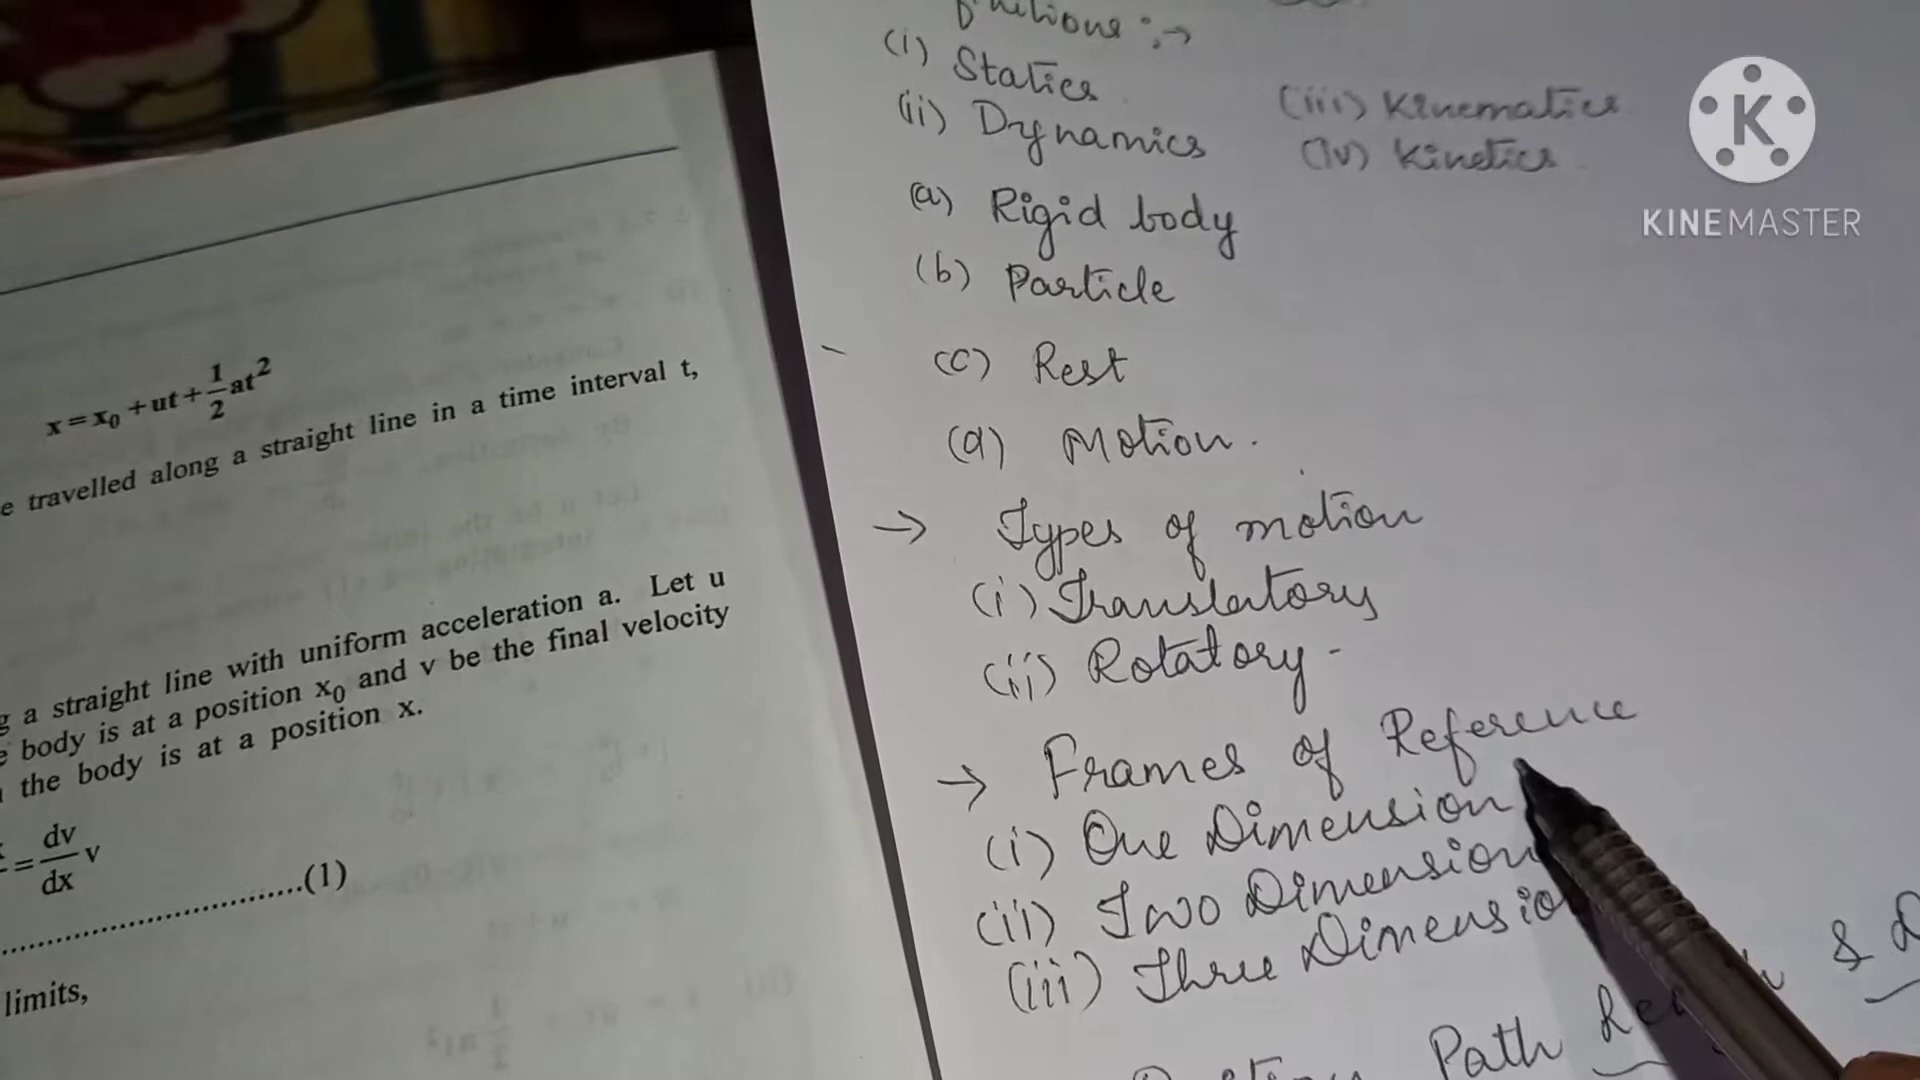 x = x₀ + ut + 1/2 at²
e travelled along a straight line in a time interval t,
g a straight line with uniform acceleration a. Let u
e body is at a position x₀ and v be the final velocity
the body is at a position x.
= dv/dx v
..............................(1)
limits,
(i) Statics
(ii) Dynamics
(iii) Kinematics
(iv) Kinetics
(a) Rigid body
(b) Particle
(c) Rest
(d) Motion.
→ Types of motion
(i) Translatory
(ii) Rotatory
→ Frames of Reference
(i) One Dimension
(ii) Two Dimension
(iii) Three Dimension
Path &
K
KINEMASTER